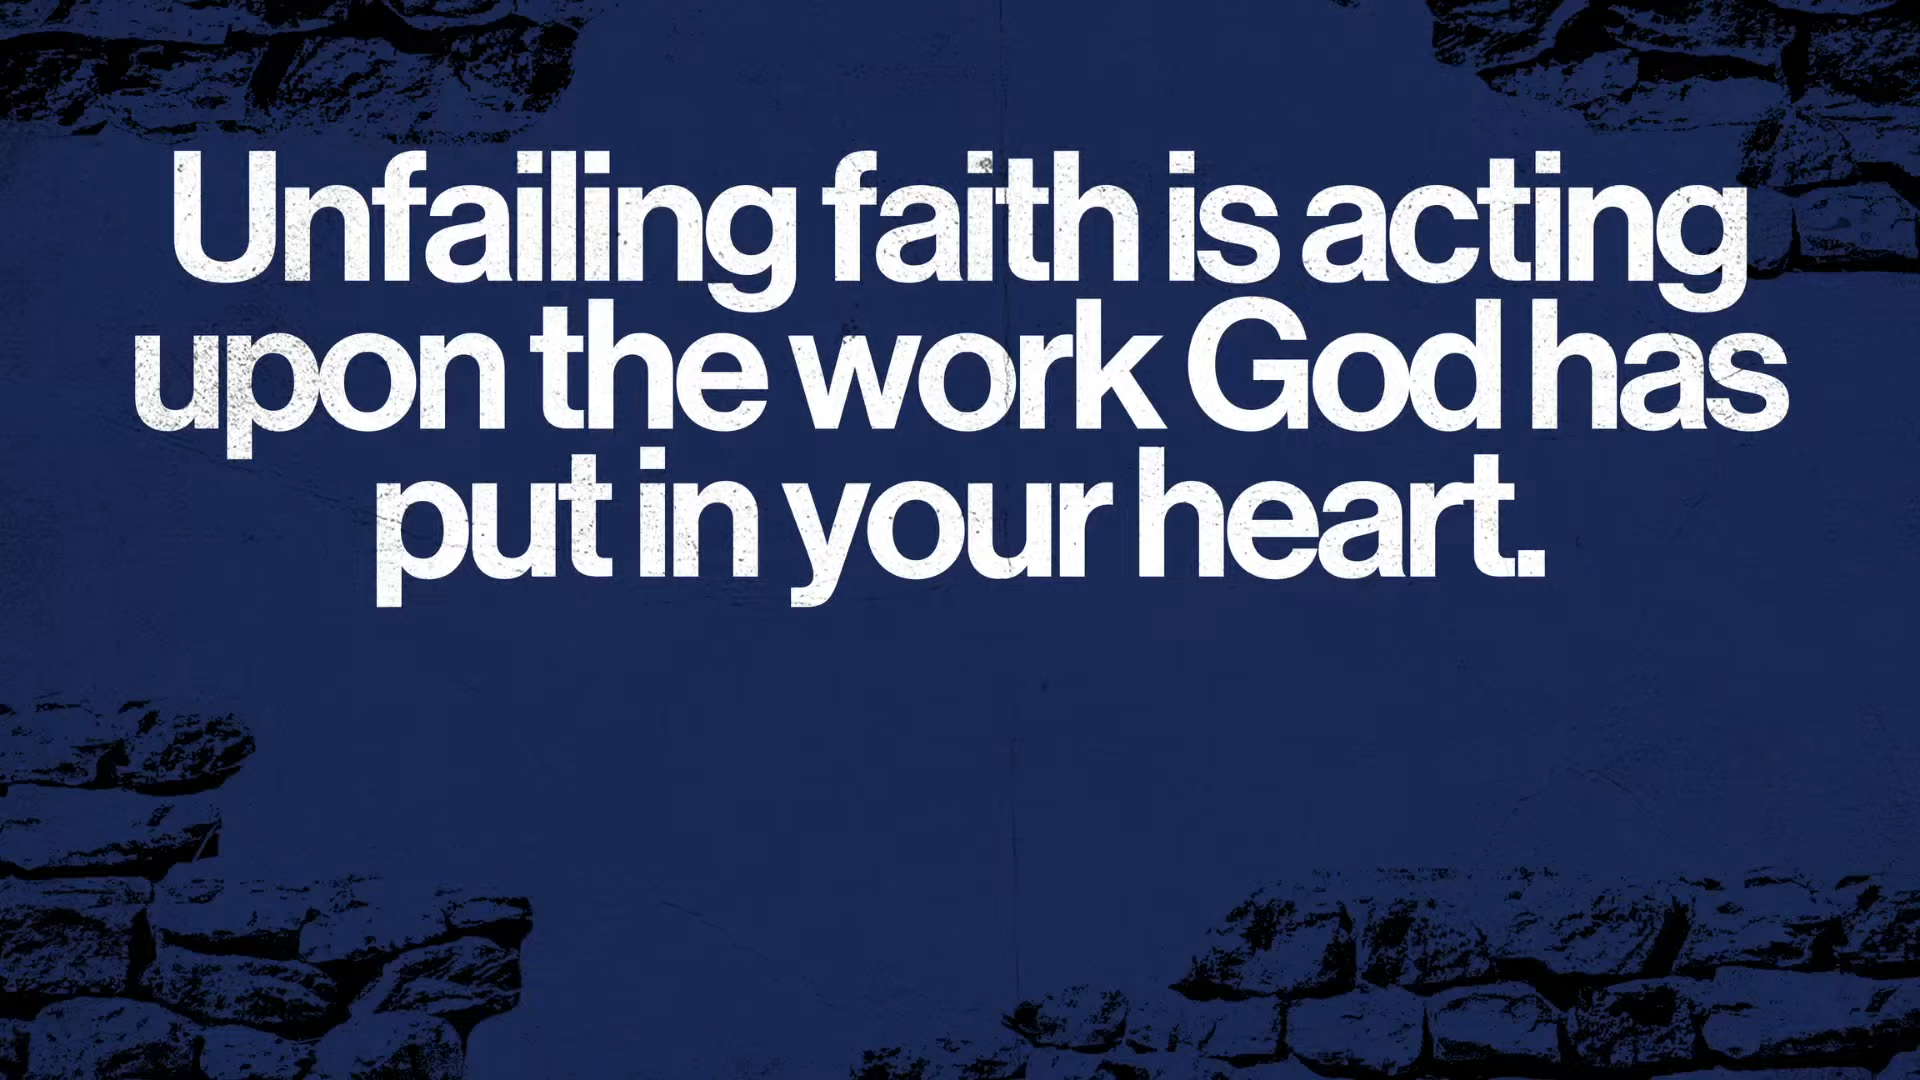 Unfailing faith is acting
upon the work God has
put in your heart.